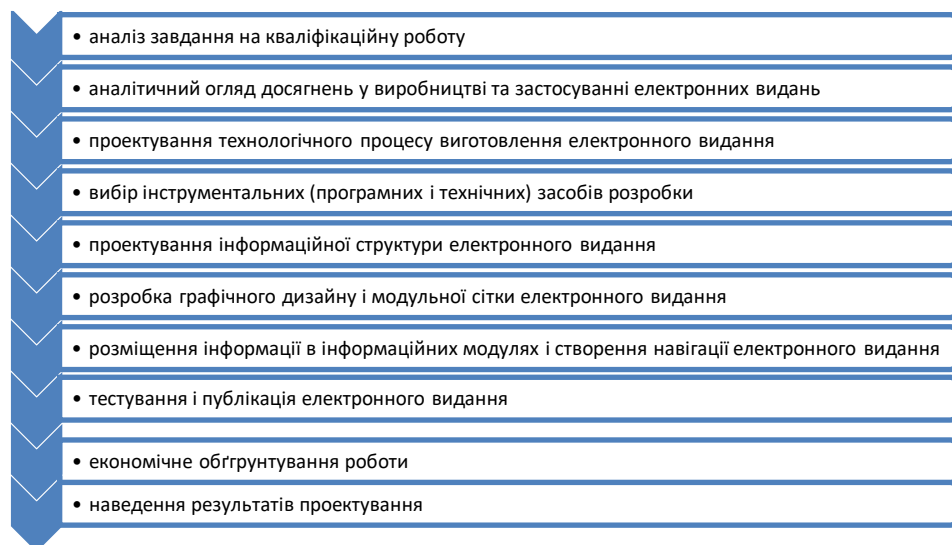 • аналіз завдання на кваліфікаційну роботу
• аналітичний огляд досягнень у виробництві та застосуванні електронних видань
• проектування технологічного процесу виготовлення електронного видання
• вибір інструментальних (програмних і технічних) засобів розробки
• проектування інформаційної структури електронного видання
• розробка графічного дизайну і модульної сітки електронного видання
• розміщення інформації в інформаційних модулях і створення навігації електронного видання
• тестування і публікація електронного видання
• економічне обґгрунтування роботи
• наведення результатів проектування